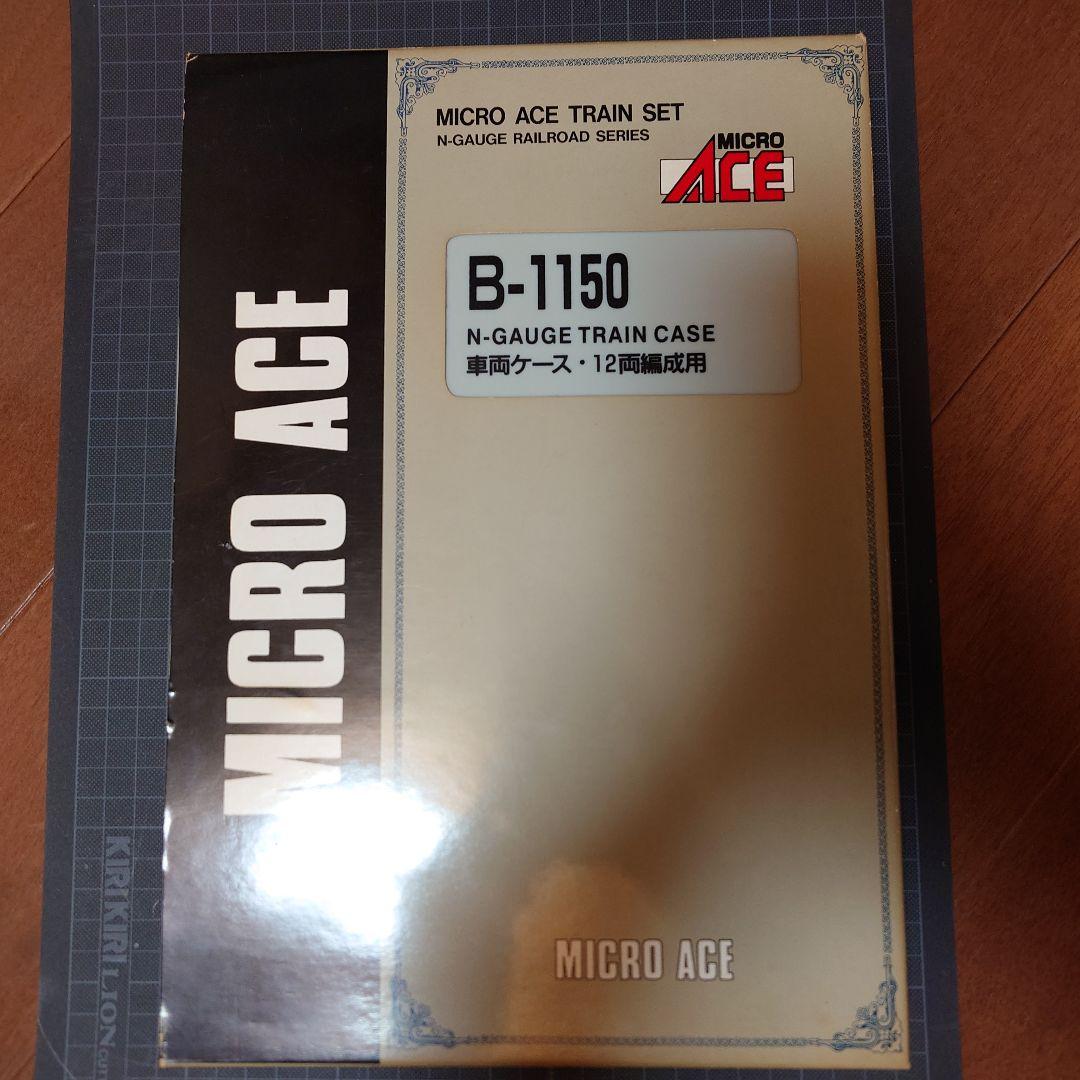 MICRO ACE TRAIN SET
N-GAUGE RAILROAD SERIES
MICRO
ACE
B-1150
N-GAUGE TRAIN CASE
車両ケース・12両編成用
MICRO ACE
MICRO ACE
KIRIKIRI LION